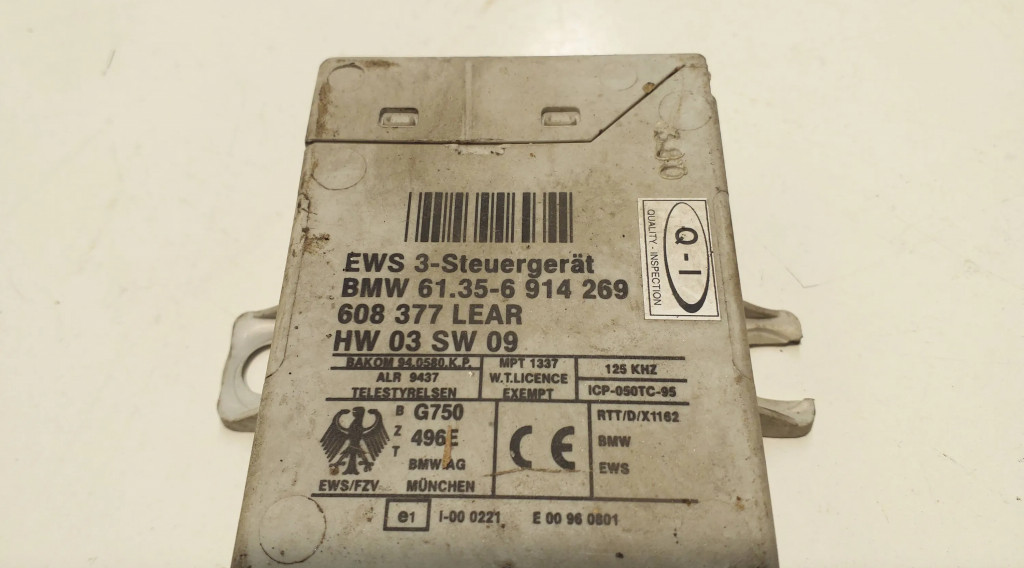 EWS 3-Steuergerät
BMW 61.35-6 914 269
608 377 LEAR
HW 03 SW 09
QUALITY - INSPECTION
Q-I
BAKOM 94.0580.K.P.
ALR 9437
TELESTYRELSEN
MPT 1337
W.T.LICENCE
EXEMPT
125 KHZ
ICP-050TC-95
BZT
G750
496E
BMW AG
MÜNCHEN
EWS/FZV
CE
RTT/D/X1162
BMW
EWS
e1
I-00 0221
E 00 96 0801